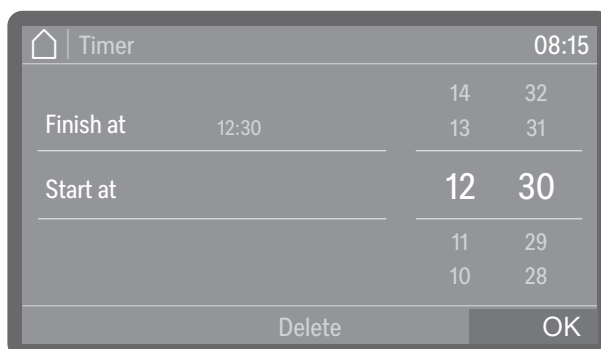 Timer 08:15
14 32
Finish at 12:30 13 31
Start at 12 30
11 29
10 28
Delete OK